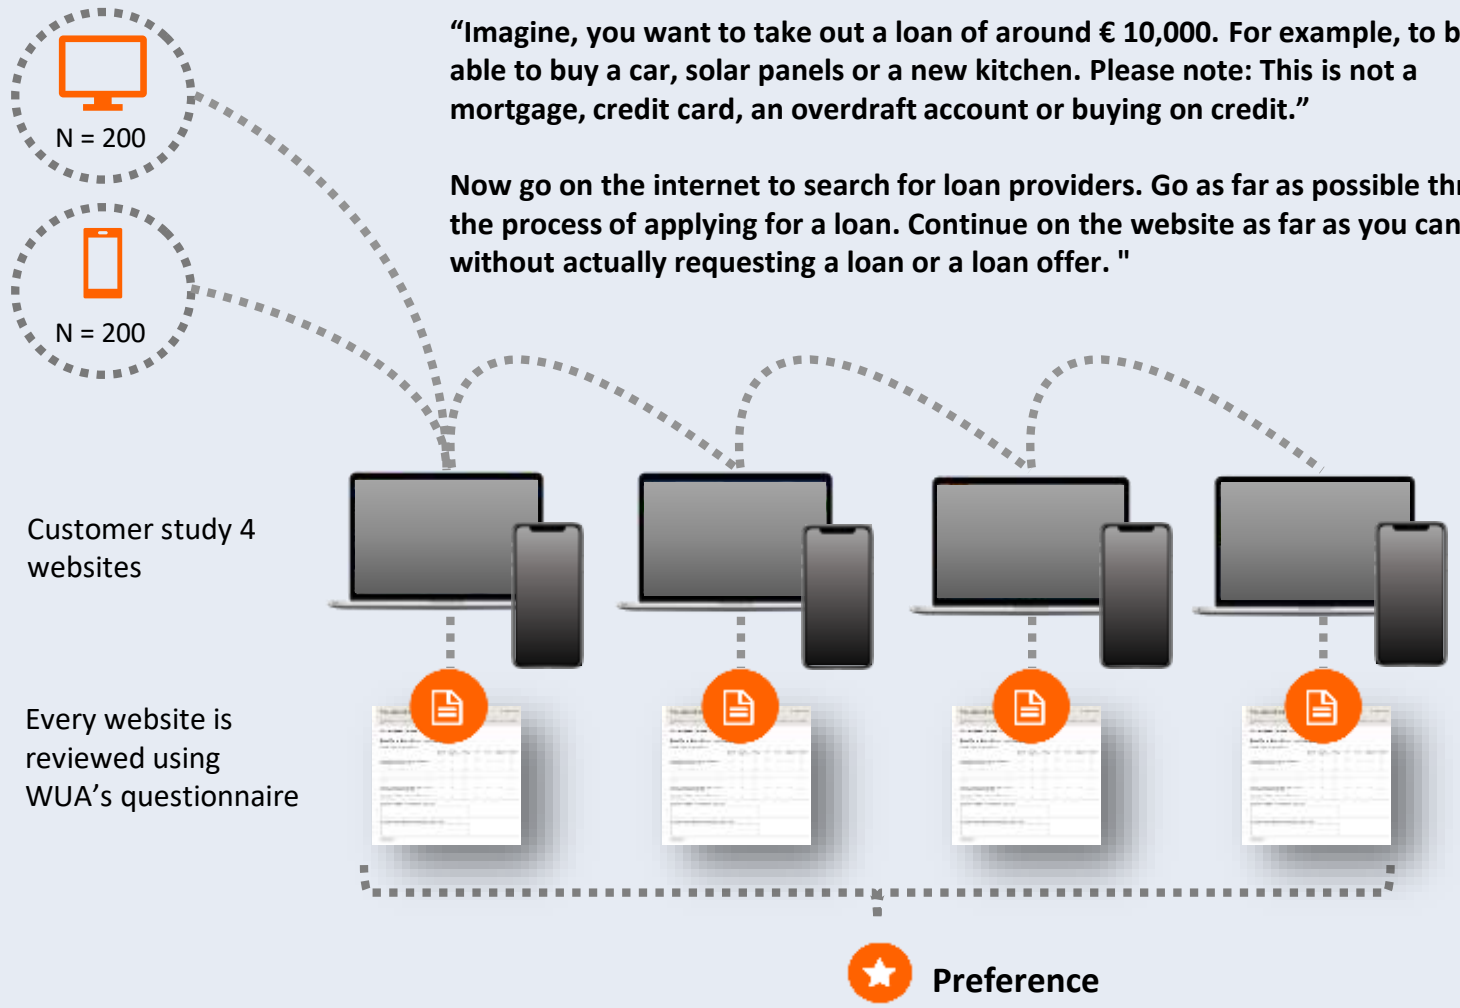 “Imagine, you want to take out a loan of around € 10,000. For example, to b
able to buy a car, solar panels or a new kitchen. Please note: This is not a
mortgage, credit card, an overdraft account or buying on credit.”
N = 200
Now go on the internet to search for loan providers. Go as far as possible thr
the process of applying for a loan. Continue on the website as far as you can
without actually requesting a loan or a loan offer. "
N = 200
Customer study 4
websites
Every website is
reviewed using
WUA’s questionnaire
Preference